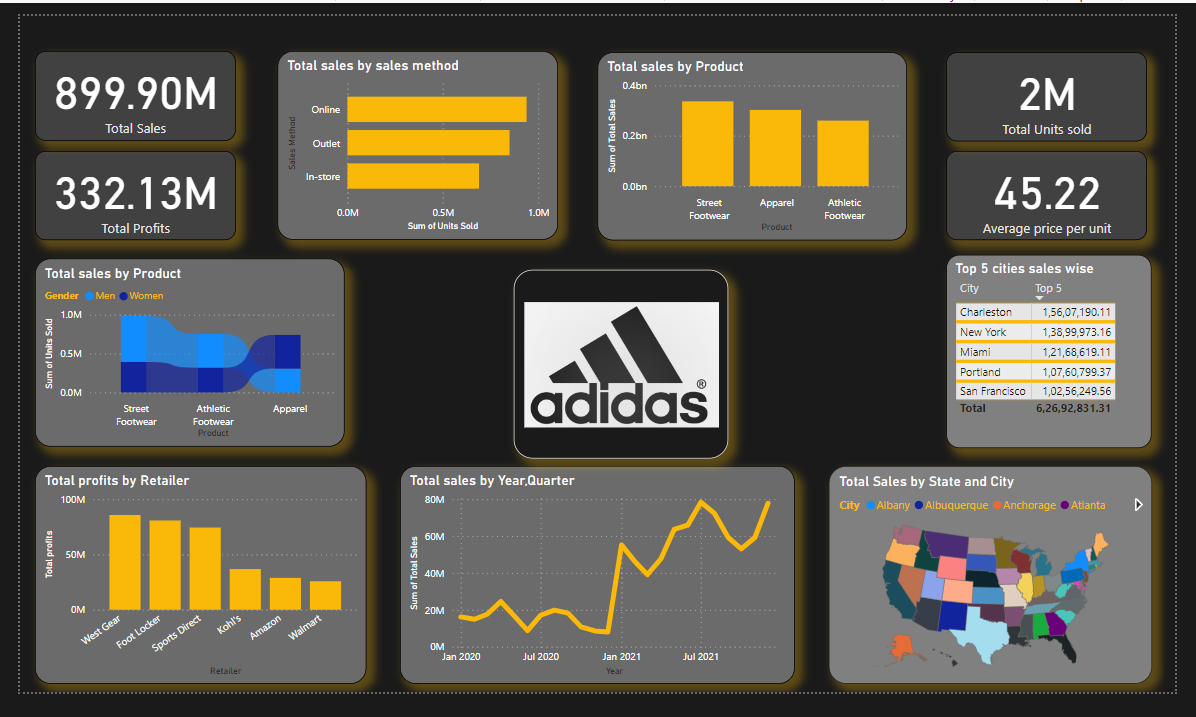 899.90M
Total Sales
332.13M
Total Profits
Total sales by sales method
Sales Method
Online
Outlet
In-store
0.0M 0.5M 1.0M
Sum of Units Sold
Total sales by Product
Sum of Total Sales
0.4bn
0.2bn
0.0bn
Street Footwear Apparel Athletic Footwear
Product
2M
Total Units sold
45.22
Average price per unit
Total sales by Product
Gender Men Women
Sum of Units Sold
1.0M
0.5M
0.0M
Street Footwear Athletic Footwear Apparel
Product
adidas®
Top 5 cities sales wise
City Top 5
Charleston 1,56,07,190.11
New York 1,38,99,973.16
Miami 1,21,68,619.11
Portland 1,07,60,799.37
San Francisco 1,02,56,249.56
Total 6,26,92,831.31
Total profits by Retailer
Total profits
100M
50M
0M
West Gear Foot Locker Sports Direct Kohl's Amazon Walmart
Retailer
Total sales by Year,Quarter
Sum of Total Sales
80M
60M
40M
20M
0M
Jan 2020 Jul 2020 Jan 2021 Jul 2021
Year
Total Sales by State and City
City Albany Albuquerque Anchorage Atlanta